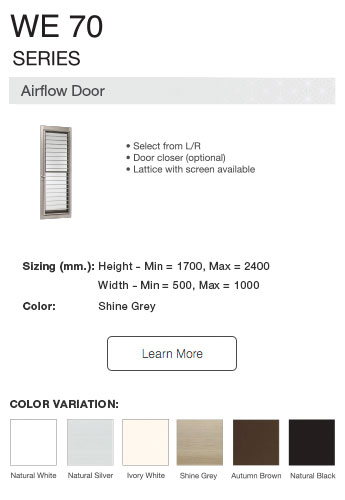 WE 70
SERIES
Airflow Door
• Select from L/R
• Door closer (optional)
• Lattice with screen available
Sizing (mm.): Height - Min = 1700, Max = 2400
Width - Min = 500, Max = 1000
Color: Shine Grey
Learn More
COLOR VARIATION:
Natural White Natural Silver Ivory White Shine Grey Autumn Brown Natural Black